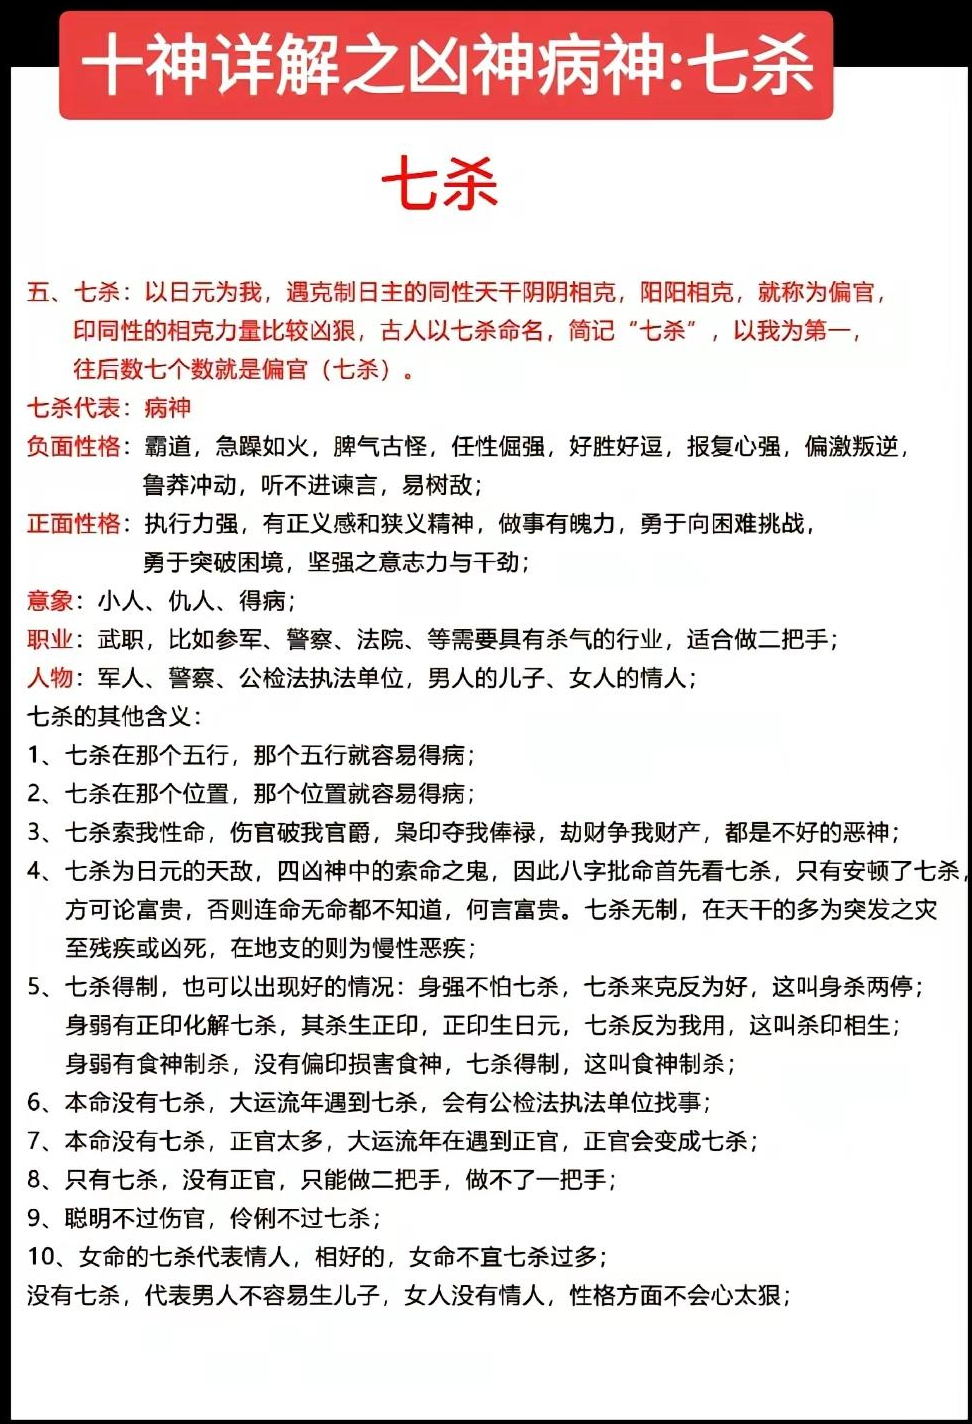 十神详解之凶神病神:七杀
七杀
五、七杀：以日元为我，遇克制日主的同性天干阴阴相克，阳阳相克，就称为偏官，
印同性的相克力量比较凶狠，古人以七杀命名，简记“七杀”，以我为第一，
往后数七个数就是偏官（七杀）。
七杀代表：病神
负面性格：霸道，急躁如火，脾气古怪，任性倔强，好胜好逗，报复心强，偏激叛逆，
鲁莽冲动，听不进谏言，易树敌；
正面性格：执行力强，有正义感和狭义精神，做事有魄力，勇于向困难挑战，
勇于突破困境，坚强之意志力与干劲；
意象：小人、仇人、得病；
职业：武职，比如参军、警察、法院、等需要具有杀气的行业，适合做二把手；
人物：军人、警察、公检法执法单位，男人的儿子、女人的情人；
七杀的其他含义：
1、七杀在那个五行，那个五行就容易得病；
2、七杀在那个位置，那个位置就容易得病；
3、七杀索我性命，伤官破我官爵，枭印夺我俸禄，劫财争我财产，都是不好的恶神；
4、七杀为日元的天敌，四凶神中的索命之鬼，因此八字批命首先看七杀，只有安顿了七杀，
方可论富贵，否则连命无命都不知道，何言富贵。七杀无制，在天干的多为突发之灾
至残疾或凶死，在地支的则为慢性恶疾；
5、七杀得制，也可以出现好的情况：身强不怕七杀，七杀来克反为好，这叫身杀两停；
身弱有正印化解七杀，其杀生正印，正印生日元，七杀反为我用，这叫杀印相生；
身弱有食神制杀，没有偏印损害食神，七杀得制，这叫食神制杀；
6、本命没有七杀，大运流年遇到七杀，会有公检法执法单位找事；
7、本命没有七杀，正官太多，大运流年在遇到正官，正官会变成七杀；
8、只有七杀，没有正官，只能做二把手，做不了一把手；
9、聪明不过伤官，伶俐不过七杀；
10、女命的七杀代表情人，相好的，女命不宜七杀过多；
没有七杀，代表男人不容易生儿子，女人没有情人，性格方面不会心太狠；